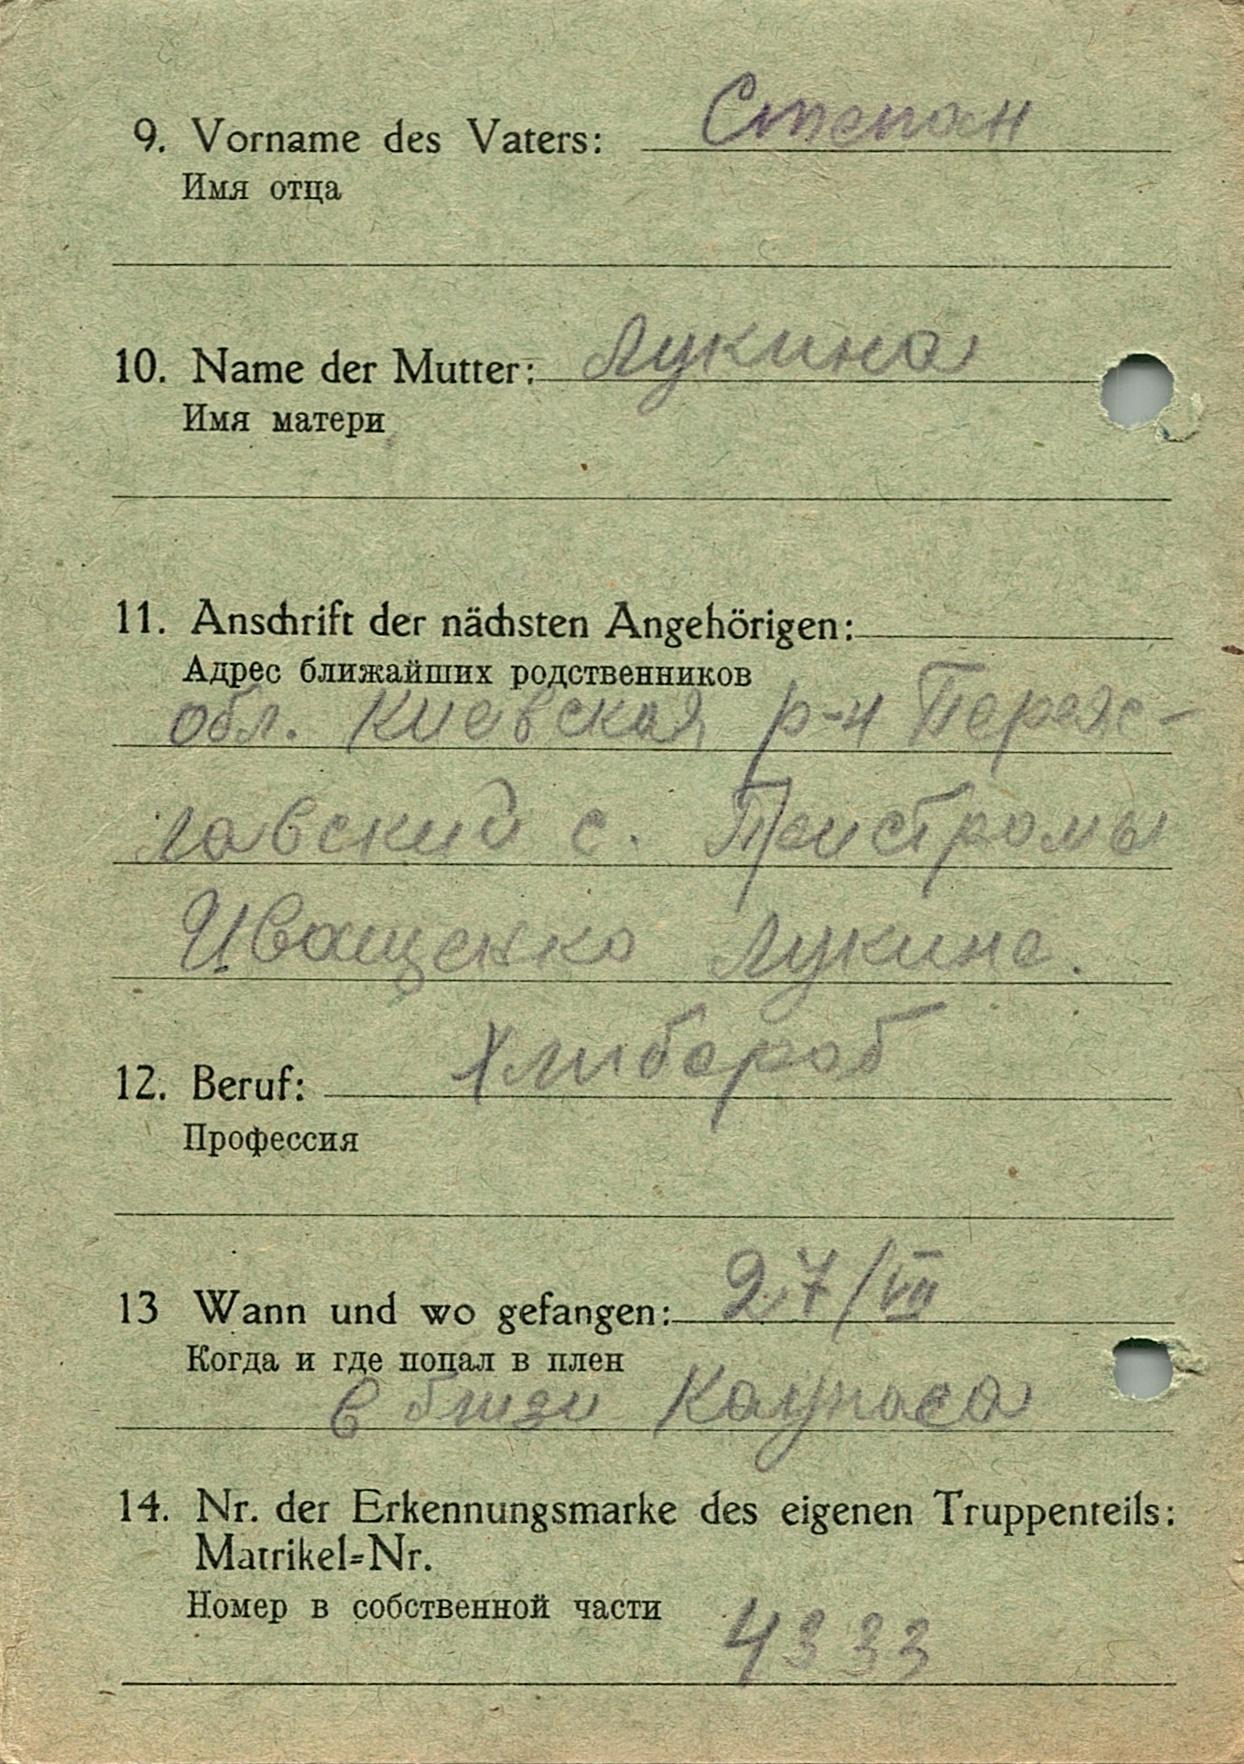 9. Vorname des Vaters: Степан
Имя отца
10. Name der Mutter: Лукина
Имя матери
11. Anschrift der nächsten Angehörigen:
Адрес ближайших родственников
обл. Киевская р-н Переяс-
лавский с. Пристромы
Иващенко Лукина.
12. Beruf: Хлибороб
Профессия
13 Wann und wo gefangen: 27/VII
Когда и где попал в плен
в близи Каунаса
14. Nr. der Erkennungsmarke des eigenen Truppenteils:
Matrikel-Nr.
Номер в собственной части
4333